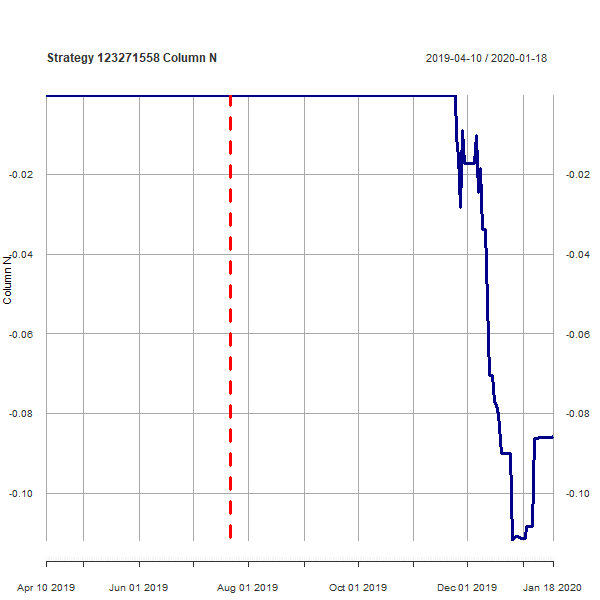 Strategy 123271558 Column N
2019-04-10 / 2020-01-18
-0.02
-0.02
-0.04
-0.04
Column N
-0.06
-0.06
-0.08
-0.08
-0.10
-0.10
Apr 10 2019
Jun 01 2019
Aug 01 2019
Oct 01 2019
Dec 01 2019
Jan 18 2020